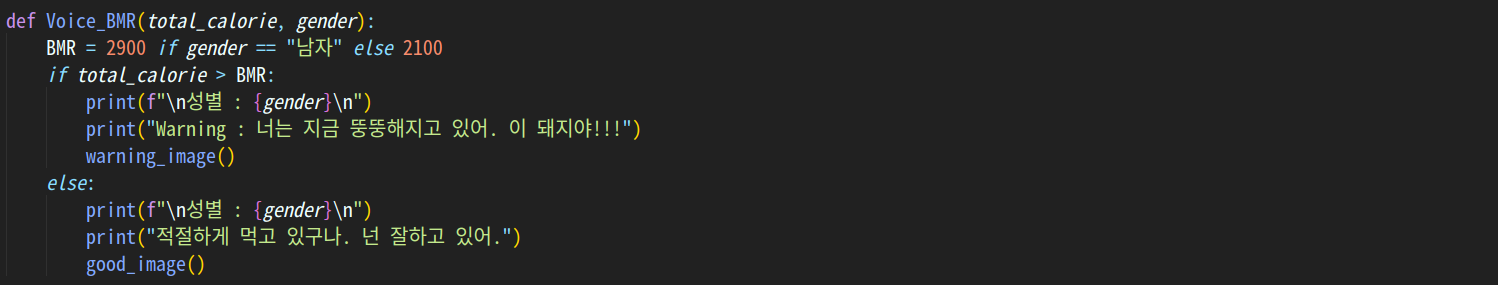 def Voice_BMR(total_calorie, gender):
    BMR = 2900 if gender == "남자" else 2100
    if total_calorie > BMR:
        print(f"\n성별 : {gender}\n")
        print("Warning : 너는 지금 뚱뚱해지고 있어. 이 돼지야!!!")
        warning_image()
    else:
        print(f"\n성별 : {gender}\n")
        print("적절하게 먹고 있구나. 넌 잘하고 있어.")
        good_image()